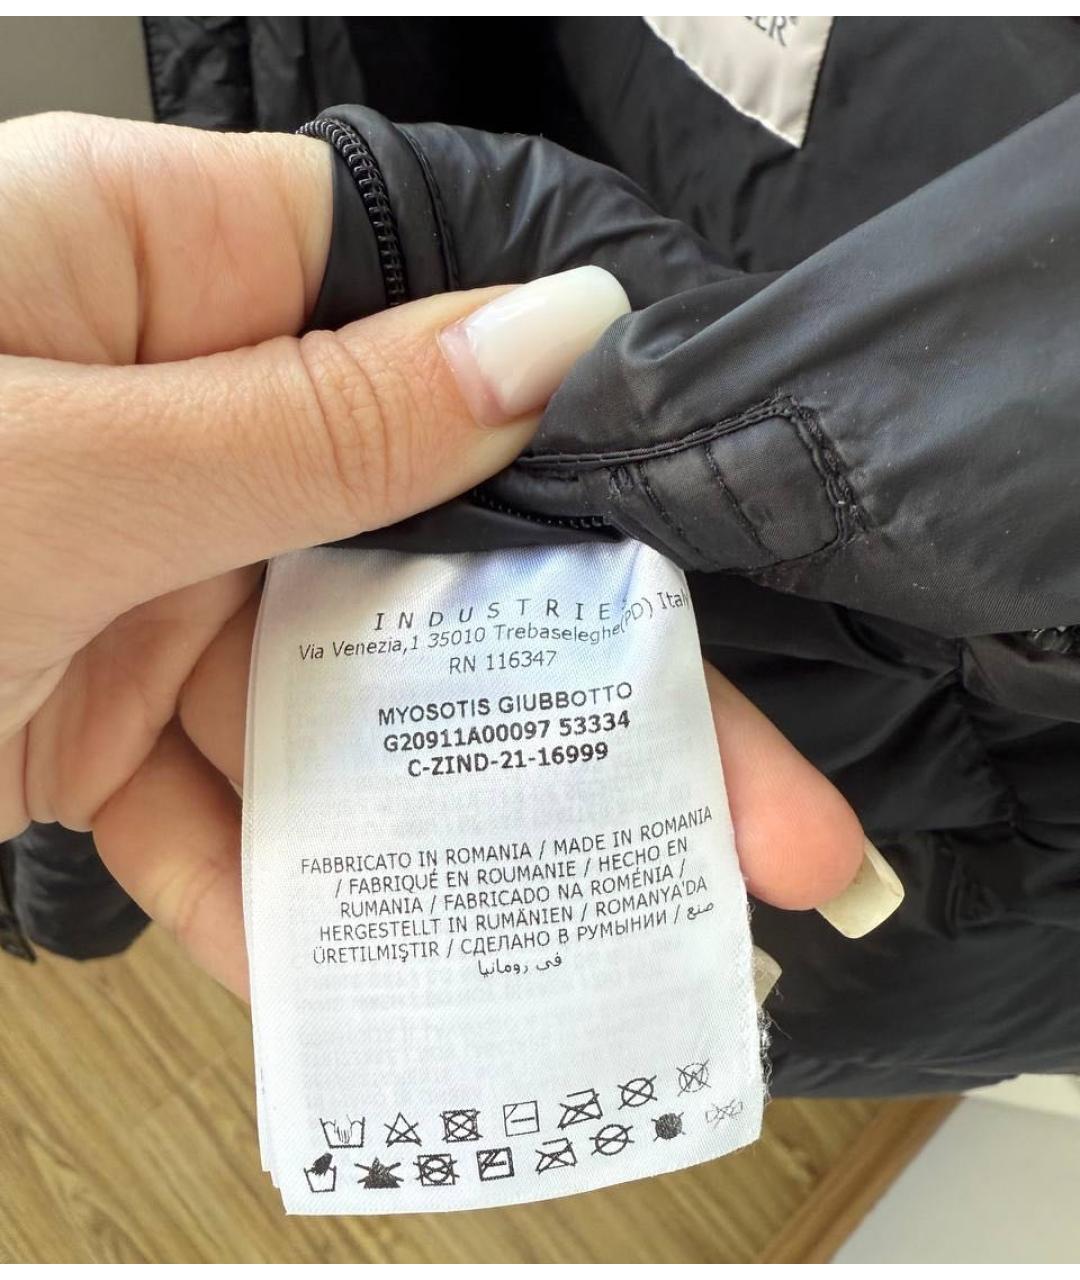 INDUSTRIE
Via Venezia,1 35010 Trebaseleghe(PD)
RN 116347
MYOSOTIS GIUBBOTTO
G20911A00097 53334
C-ZIND-21-16999
FABBRICATO IN ROMANIA / MADE IN ROMANIA
/ FABRIQUÉ EN ROUMANIE / HECHO EN
RUMANIA / FABRICADO NA ROMÉNIA /
HERGESTELLT IN RUMÄNIEN / ROMANYA'DA
ÜRETILMIŞTIR / СДЕЛАНО В РУМЫНИИ / صنع
في رومانيا